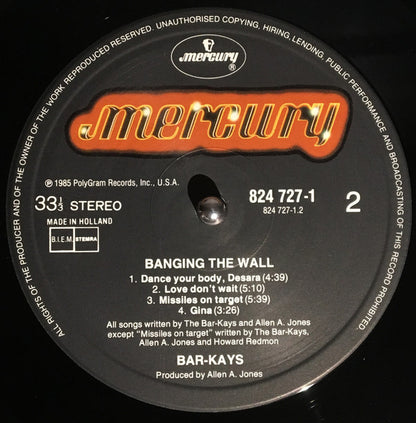 ALL RIGHTS OF THE PRODUCER AND OF THE OWNER OF THE WORK REPRODUCED RESERVED. UNAUTHORISED COPYING, HIRING, LENDING, PUBLIC PERFORMANCE AND BROADCASTING OF THIS RECORD PROHIBITED
mercury
®
mercury
℗ 1985 PolyGram Records, Inc., U.S.A.
33⅓ STEREO
MADE IN HOLLAND
B.I.E.M. STEMRA
824 727-1
824 727-1.2
2
BANGING THE WALL
1. Dance your body, Desara (4:39)
2. Love don't wait (5:10)
3. Missiles on target (5:39)
4. Gina (3:26)
All songs written by The Bar-Kays and Allen A. Jones
except "Missiles on target" written by The Bar-Kays,
Allen A. Jones and Howard Redmon
BAR-KAYS
Produced by Allen A. Jones